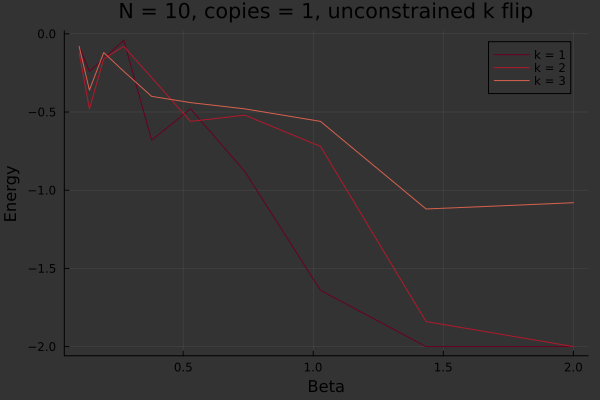 N = 10, copies = 1, unconstrained k flip
0.0
k = 1
k = 2
k = 3
−0.5
−1.0
−1.5
−2.0
Energy
0.5
1.0
1.5
2.0
Beta